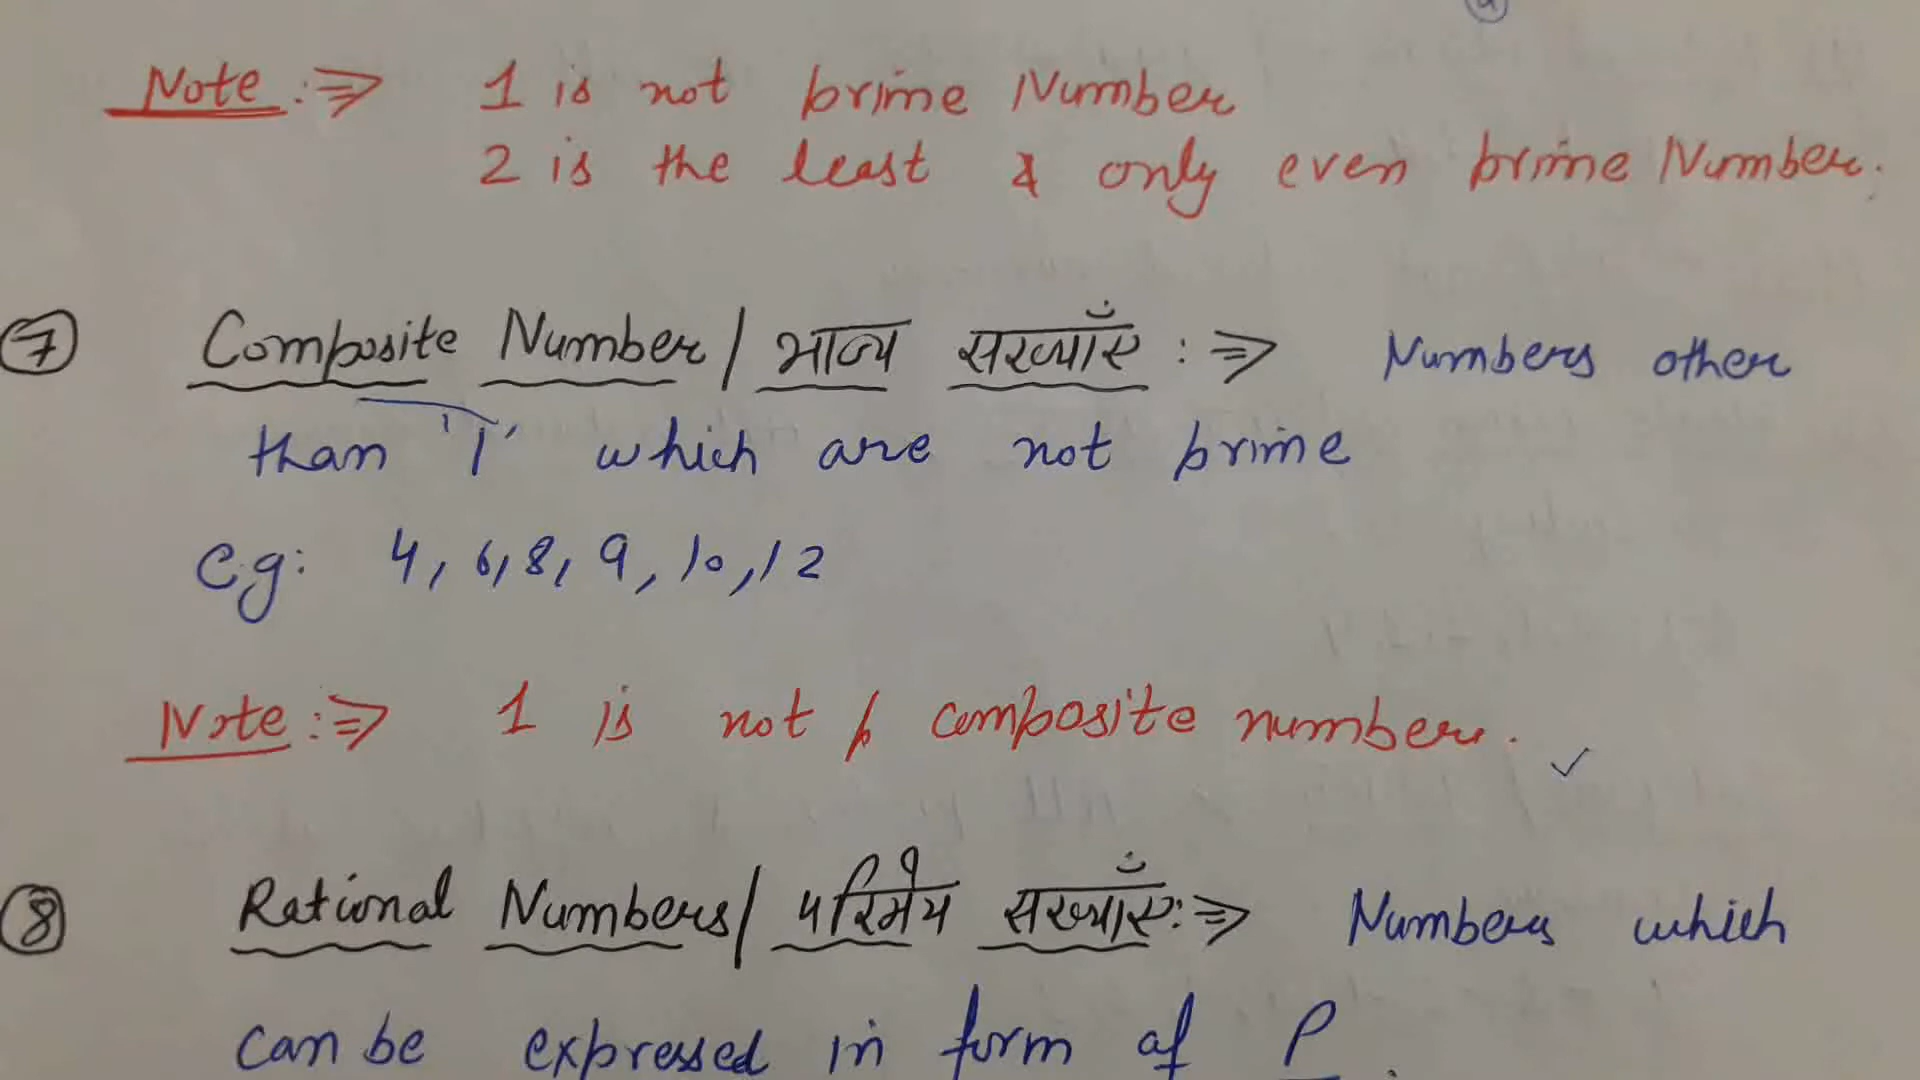 Note :⇒ 1 is not prime Number
2 is the least & only even prime Number.
7 Composite Number / भाज्य संख्याएँ :⇒ Numbers other
than '1' which are not prime
eg: 4, 6, 8, 9, 10, 12
Note :⇒ 1 is not composite number.
8 Rational Numbers / परिमेय संख्याएँ :⇒ Numbers which
can be expressed in form of P